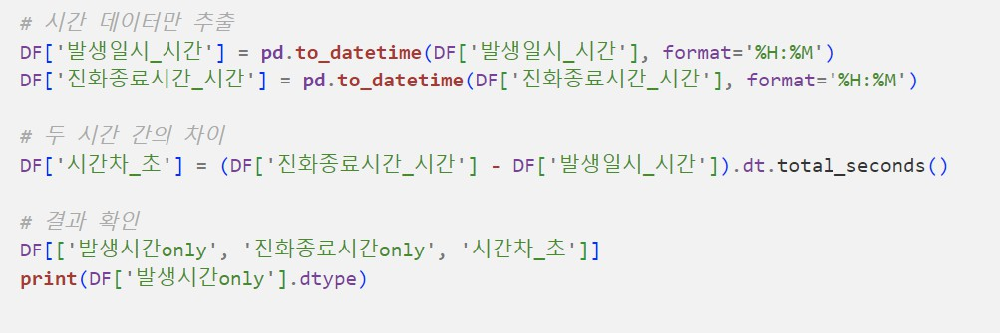 # 시간 데이터만 추출
DF['발생일시_시간'] = pd.to_datetime(DF['발생일시_시간'], format='%H:%M')
DF['진화종료시간_시간'] = pd.to_datetime(DF['진화종료시간_시간'], format='%H:%M')
# 두 시간 간의 차이
DF['시간차_초'] = (DF['진화종료시간_시간'] - DF['발생일시_시간']).dt.total_seconds()
# 결과 확인
DF[['발생시간only', '진화종료시간only', '시간차_초']]
print(DF['발생시간only'].dtype)